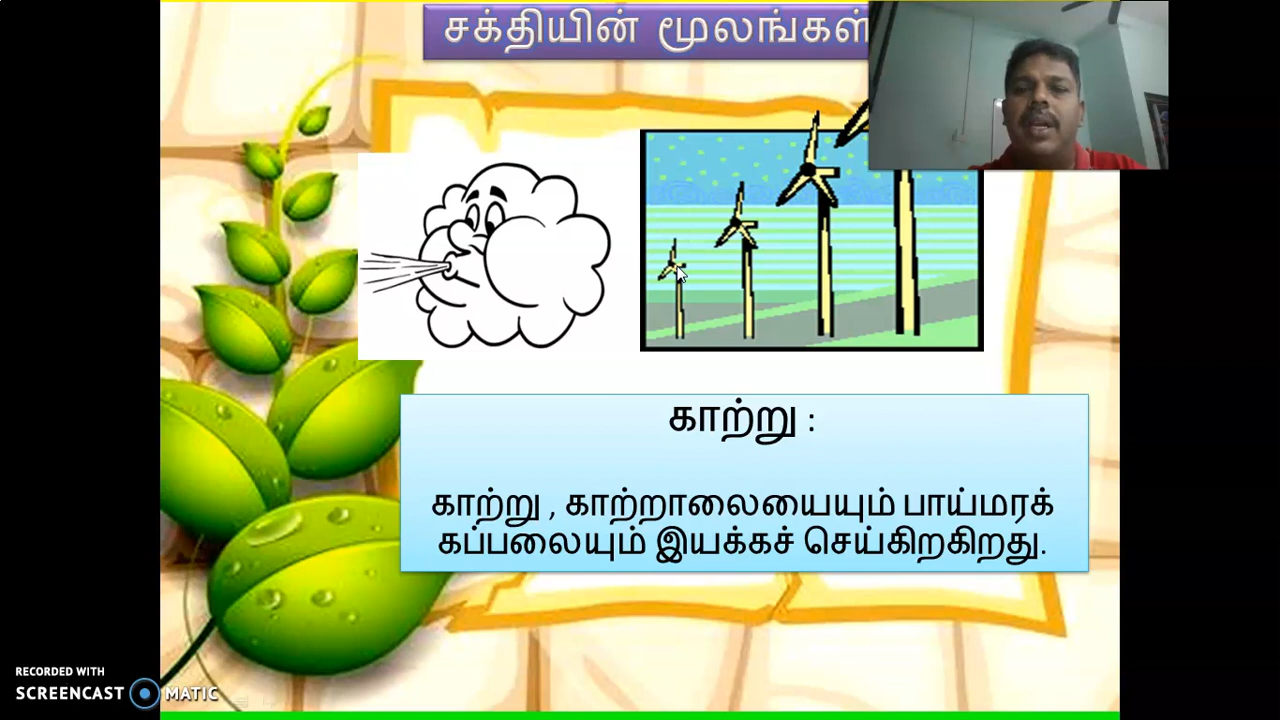 சக்தியின் மூலங்கள்
காற்று :
காற்று , காற்றாலையையும் பாய்மரக்
கப்பலையும் இயக்கச் செய்கிறகிறது.
RECORDED WITH
SCREENCAST MATIC